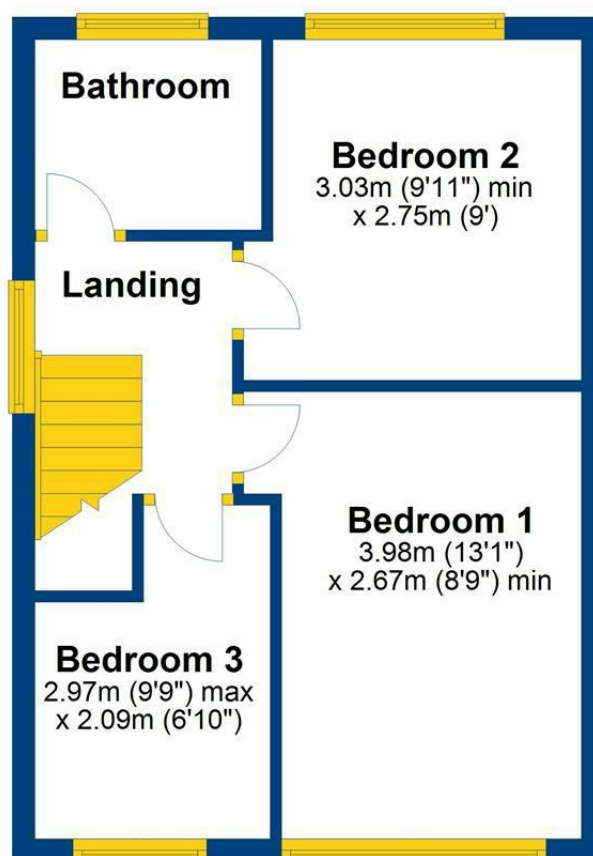 Bathroom
Bedroom 2
3.03m (9'11") min
x 2.75m (9')
Landing
Bedroom 1
3.98m (13'1")
x 2.67m (8'9") min
Bedroom 3
2.97m (9'9") max
x 2.09m (6'10")